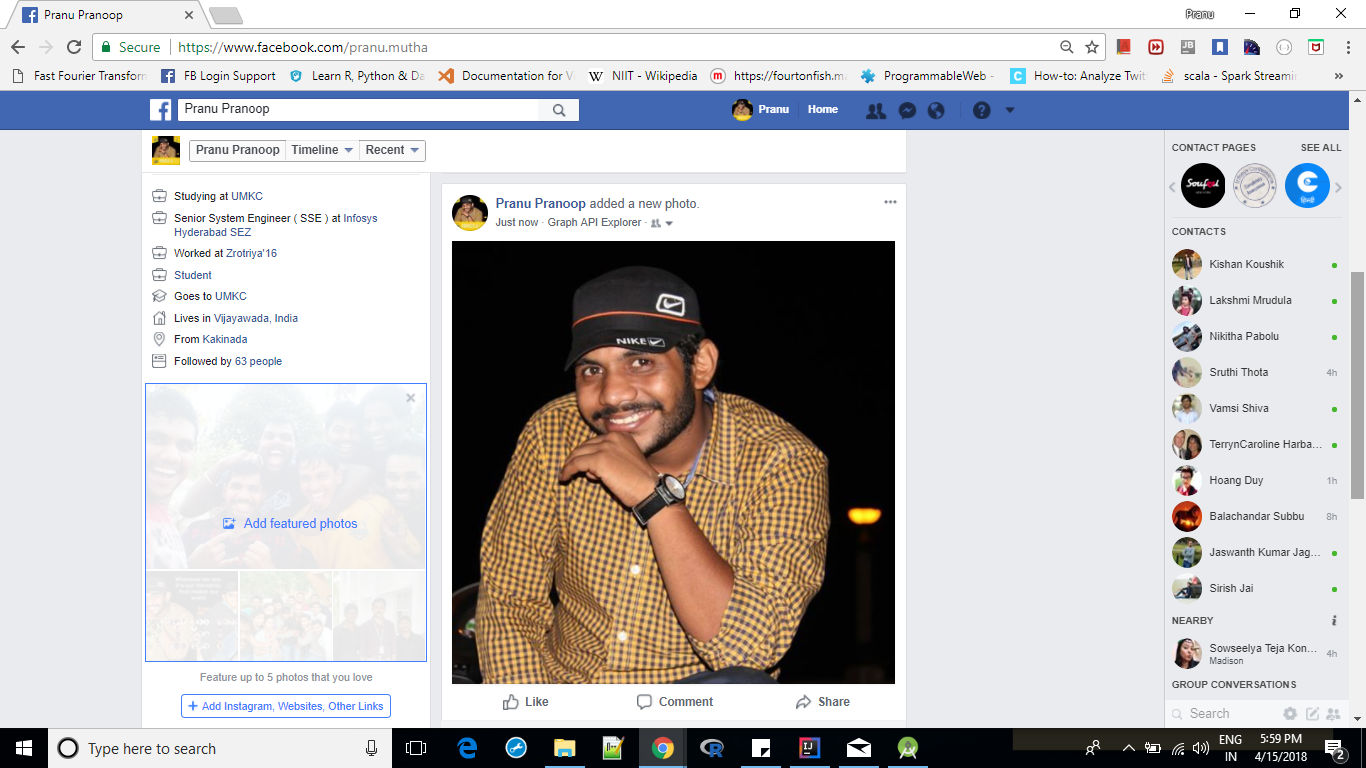 Pranu Pranoop
Pranu
Secure
https://www.facebook.com/pranu.mutha
Fast Fourier Transform
FB Login Support
Learn R, Python & Da
Documentation for V
W NIIT - Wikipedia
m https://fourtonfish.m
ProgrammableWeb -
C How-to: Analyze Twit
scala - Spark Streami
»
Pranu Pranoop
Pranu
Home
Pranu Pranoop
Timeline
Recent
Studying at UMKC
Senior System Engineer ( SSE ) at Infosys
Hyderabad SEZ
Worked at Zrotriya'16
Student
Goes to UMKC
Lives in Vijayawada, India
From Kakinada
Followed by 63 people
Add featured photos
Feature up to 5 photos that you love
+ Add Instagram, Websites, Other Links
Pranu Pranoop added a new photo.
Just now · Graph API Explorer ·
NIKE
Like
Comment
Share
CONTACT PAGES
SEE ALL
Soufeel
CONTACTS
Kishan Koushik
Lakshmi Mrudula
Nikitha Pabolu
Sruthi Thota
4h
Vamsi Shiva
TerrynCaroline Harba...
Hoang Duy
1h
Balachandar Subbu
8h
Jaswanth Kumar Jag...
Sirish Jai
NEARBY
Sowseelya Teja Kon...
Madison
4h
GROUP CONVERSATIONS
Search
Type here to search
ENG
IN
5:59 PM
4/15/2018
2